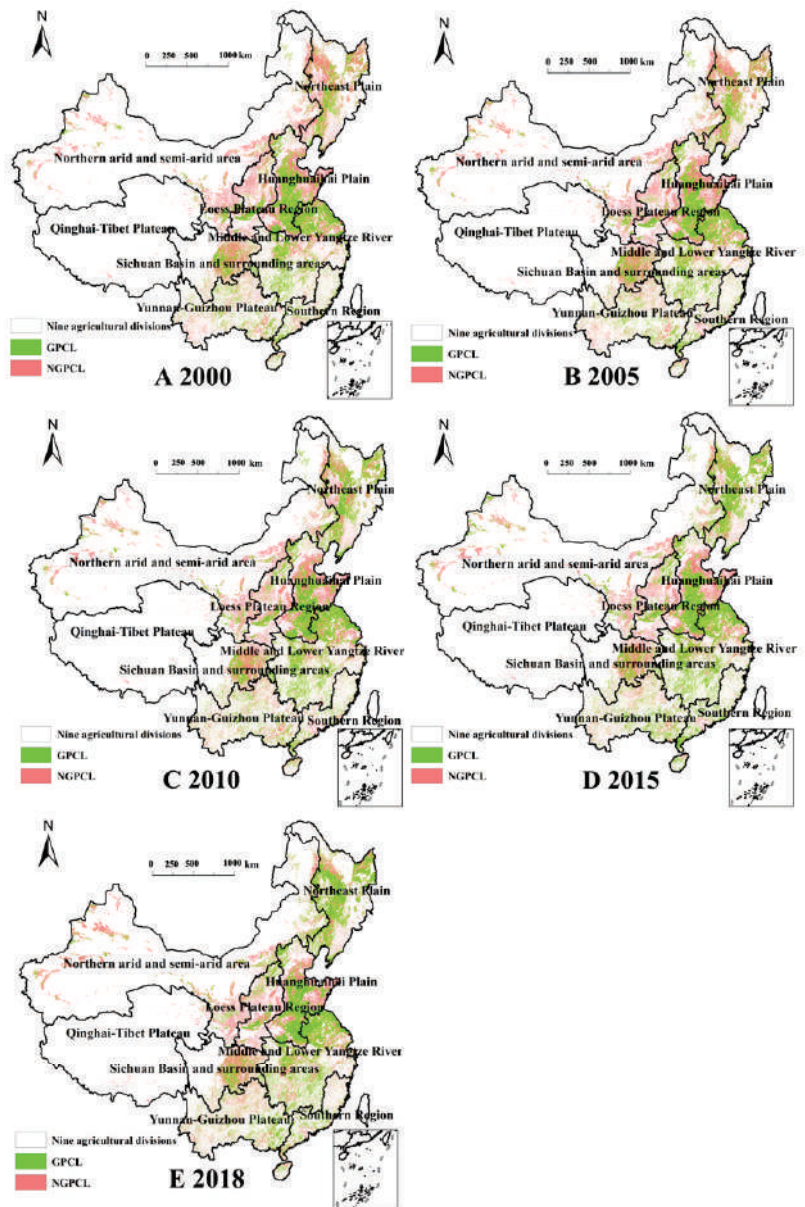 N
0 250 500 1000 km
Northeast Plain
Northern arid and semi-arid area
Huanghuaihai Plain
Loess Plateau Region
Qinghai-Tibet Plateau
Middle and Lower Yangtze River
Sichuan Basin and surrounding areas
Yunnan-Guizhou Plateau
Southern Region
Nine agricultural divisions
GPCL
NGPCL
A 2000
N
0 250 500 1000 km
Northeast Plain
Northern arid and semi-arid area
Huanghuaihai Plain
Loess Plateau Region
Qinghai-Tibet Plateau
Middle and Lower Yangtze River
Sichuan Basin and surrounding areas
Yunnan-Guizhou Plateau
Southern Region
Nine agricultural divisions
GPCL
NGPCL
B 2005
N
0 250 500 1000 km
Northeast Plain
Northern arid and semi-arid area
Huanghuaihai Plain
Loess Plateau Region
Qinghai-Tibet Plateau
Middle and Lower Yangtze River
Sichuan Basin and surrounding areas
Yunnan-Guizhou Plateau
Southern Region
Nine agricultural divisions
GPCL
NGPCL
C 2010
N
0 250 500 1000 km
Northeast Plain
Northern arid and semi-arid area
Huanghuaihai Plain
Loess Plateau Region
Qinghai-Tibet Plateau
Middle and Lower Yangtze River
Sichuan Basin and surrounding areas
Yunnan-Guizhou Plateau
Southern Region
Nine agricultural divisions
GPCL
NGPCL
D 2015
N
0 250 500 1000 km
Northeast Plain
Northern arid and semi-arid area
Huanghuaihai Plain
Loess Plateau Region
Qinghai-Tibet Plateau
Middle and Lower Yangtze River
Sichuan Basin and surrounding areas
Yunnan-Guizhou Plateau
Southern Region
Nine agricultural divisions
GPCL
NGPCL
E 2018